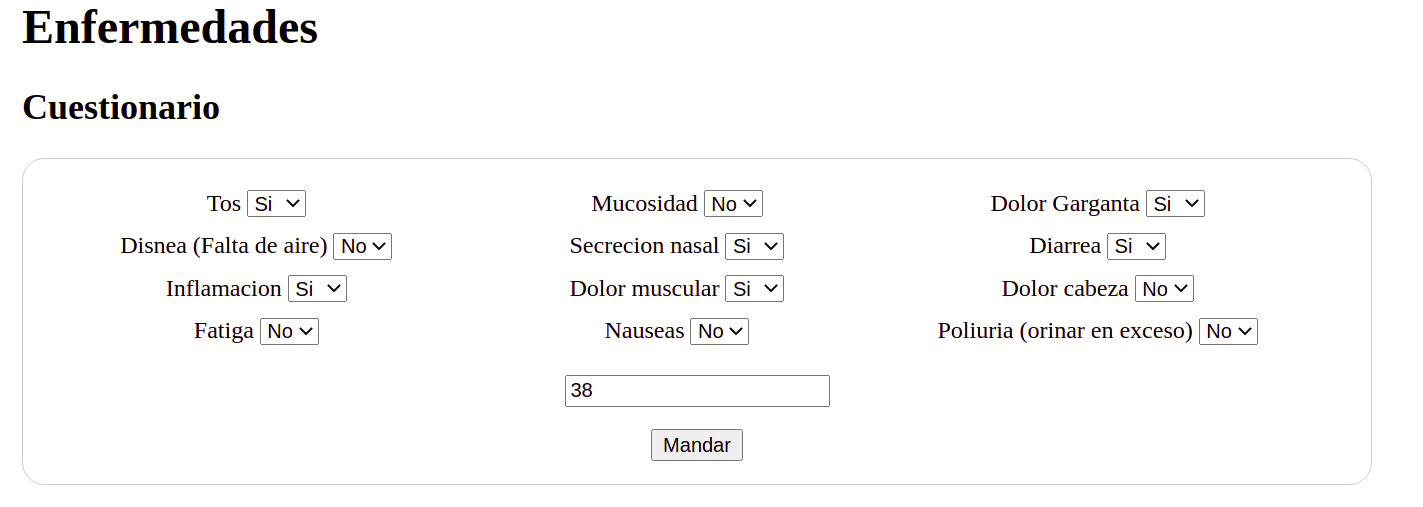 Enfermedades
Cuestionario
Tos Si Mucosidad No Dolor Garganta Si
Disnea (Falta de aire) No Secrecion nasal Si Diarrea Si
Inflamacion Si Dolor muscular Si Dolor cabeza No
Fatiga No Nauseas No Poliuria (orinar en exceso) No
38
Mandar